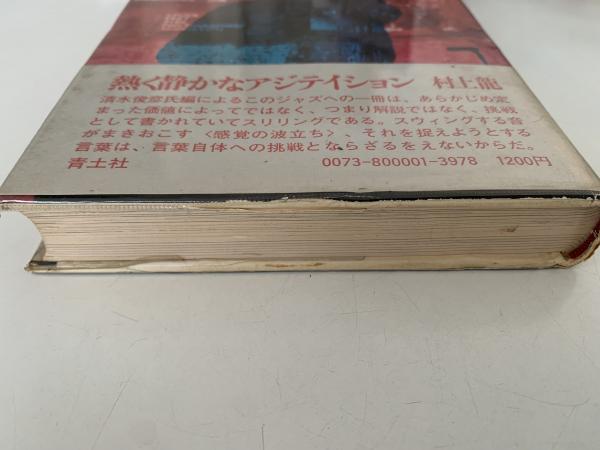 熱く静かなアジテイション 村上龍
清水俊彦氏編によるこのジャズへの一冊は、あらかじめ定
まった価値によってではなく、つまり解説ではなく、挑戦
として書かれていてスリリングである。スウィングする音
がまきおこす〈感覚の波立ち〉、それを捉えようとする
言葉は、言葉自体への挑戦とならざるをえないからだ。
青土社 0073-800001-3978 1200円